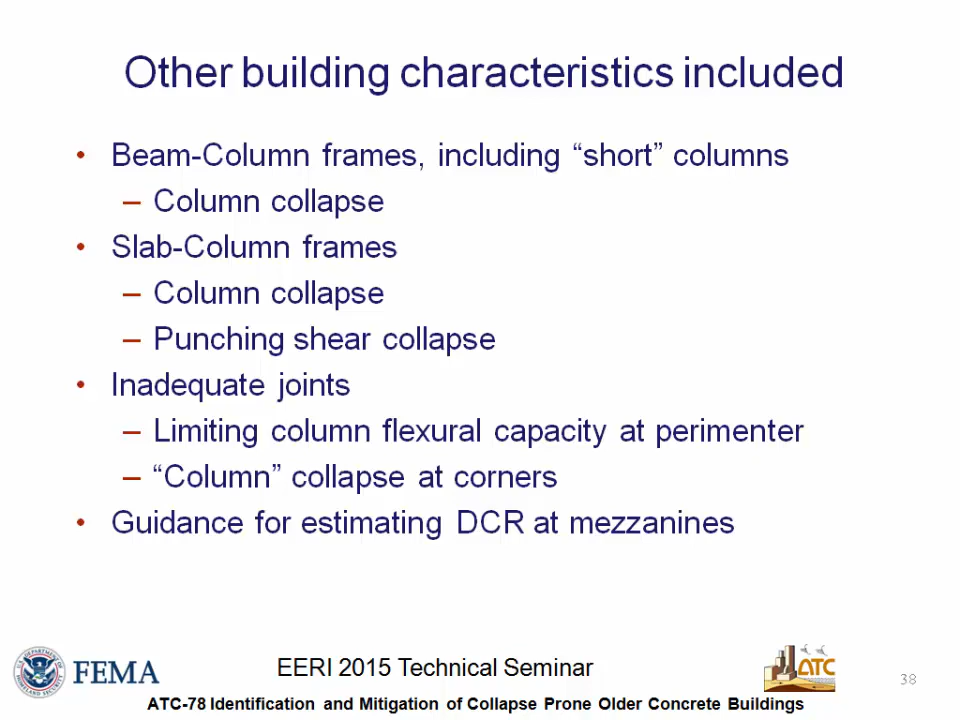 Other building characteristics included
• Beam-Column frames, including “short” columns
– Column collapse
• Slab-Column frames
– Column collapse
– Punching shear collapse
• Inadequate joints
– Limiting column flexural capacity at perimenter
– “Column” collapse at corners
• Guidance for estimating DCR at mezzanines
FEMA
EERI 2015 Technical Seminar
ATC
38
ATC-78 Identification and Mitigation of Collapse Prone Older Concrete Buildings